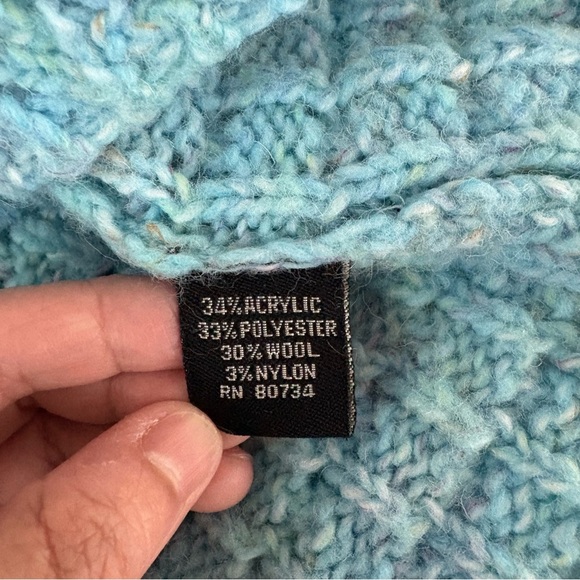 34% ACRYLIC
33% POLYESTER
30% WOOL
3% NYLON
RN 80734